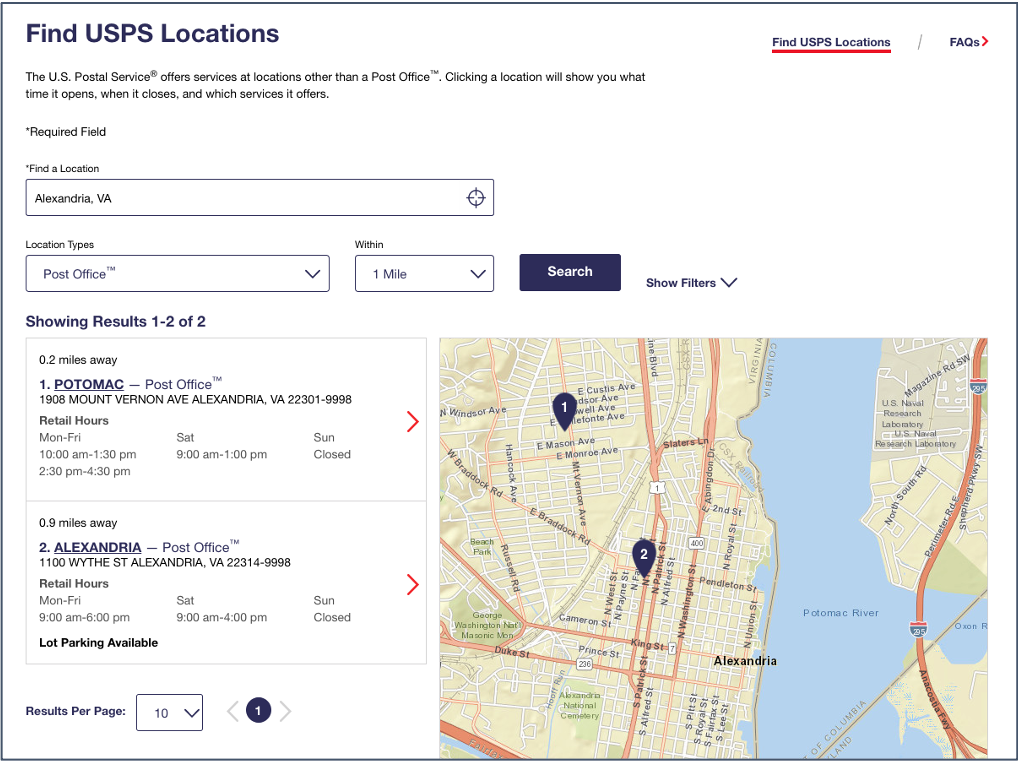 Find USPS Locations
Find USPS Locations / FAQs
The U.S. Postal Service® offers services at locations other than a Post Office™. Clicking a location will show you what
time it opens, when it closes, and which services it offers.
*Required Field
*Find a Location
Alexandria, VA
Location Types Within
Post Office™ 1 Mile Search Show Filters
Showing Results 1-2 of 2
0.2 miles away
1. POTOMAC — Post Office™
1908 MOUNT VERNON AVE ALEXANDRIA, VA 22301-9998
Retail Hours
Mon-Fri Sat Sun
10:00 am-1:30 pm 9:00 am-1:00 pm Closed
2:30 pm-4:30 pm
0.9 miles away
2. ALEXANDRIA — Post Office™
1100 WYTHE ST ALEXANDRIA, VA 22314-9998
Retail Hours
Mon-Fri Sat Sun
9:00 am-6:00 pm 9:00 am-4:00 pm Closed
Lot Parking Available
Results Per Page: 10 1
VIRGINIA
COLUMBIA
Magazine Rd SW
295
E Custis Ave
1
N Windsor Ave
U.S. Naval
Research
Laboratory
U.S. Naval
Research Laboratory
E Mason Ave
E Monroe Ave
Slaters Ln
CSX Railroad
Hancock Ave
Mt Vernon Ave
W Braddock Rd
N Abingdon Dr
1
E 2nd St
North South Rd
Shepherd Pkwy SW
Perimeter Rd E
E Braddock Rd
400
N Royal St
Beach
Park
Russell Rd
2
N Patrick St
N Alfred St
N West St
N Payne St
N Washington St
Pendleton St
N Union St
George
Washington Nat'l
Masonic Mon
Cameron St
Potomac River
295
Oxon R
King St
7
Duke St
Prince St
236
Alexandria
S Patrick St
S Alfred St
Hooff Run
Alexandria
National
Cemetery
S Pitt St
S Royal St
S Fairfax St
S Lee St
Anacostia Fwy
T OF COLUMBIA
LAND